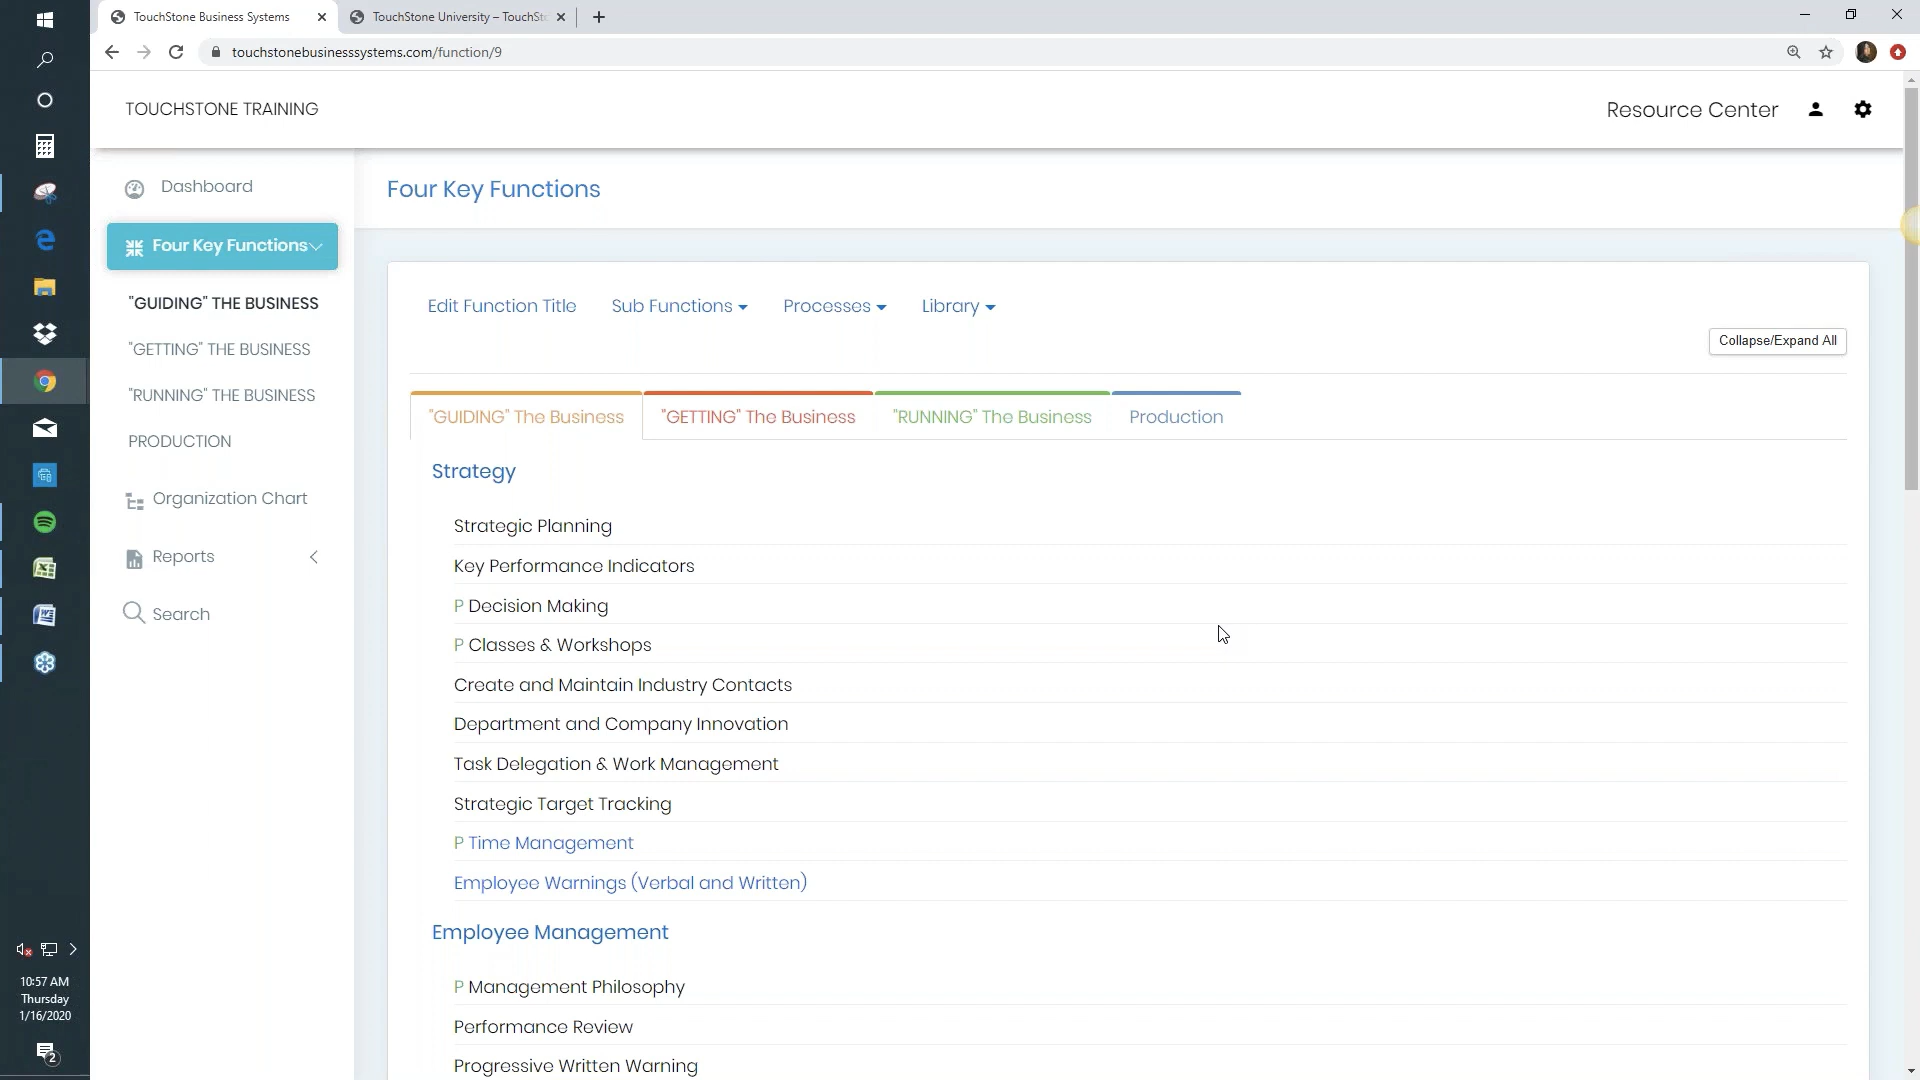 TouchStone Business Systems
TouchStone University – TouchSt
touchstonebusinesssystems.com/function/9
TOUCHSTONE TRAINING
Resource Center
Dashboard
Four Key Functions
"GUIDING" THE BUSINESS
"GETTING" THE BUSINESS
"RUNNING" THE BUSINESS
PRODUCTION
Organization Chart
Reports
Search
Four Key Functions
Edit Function Title
Sub Functions
Processes
Library
Collapse/Expand All
"GUIDING" The Business
"GETTING" The Business
"RUNNING" The Business
Production
Strategy
Strategic Planning
Key Performance Indicators
P Decision Making
P Classes & Workshops
Create and Maintain Industry Contacts
Department and Company Innovation
Task Delegation & Work Management
Strategic Target Tracking
P Time Management
Employee Warnings (Verbal and Written)
Employee Management
P Management Philosophy
Performance Review
Progressive Written Warning
10:57 AM
Thursday
1/16/2020
2